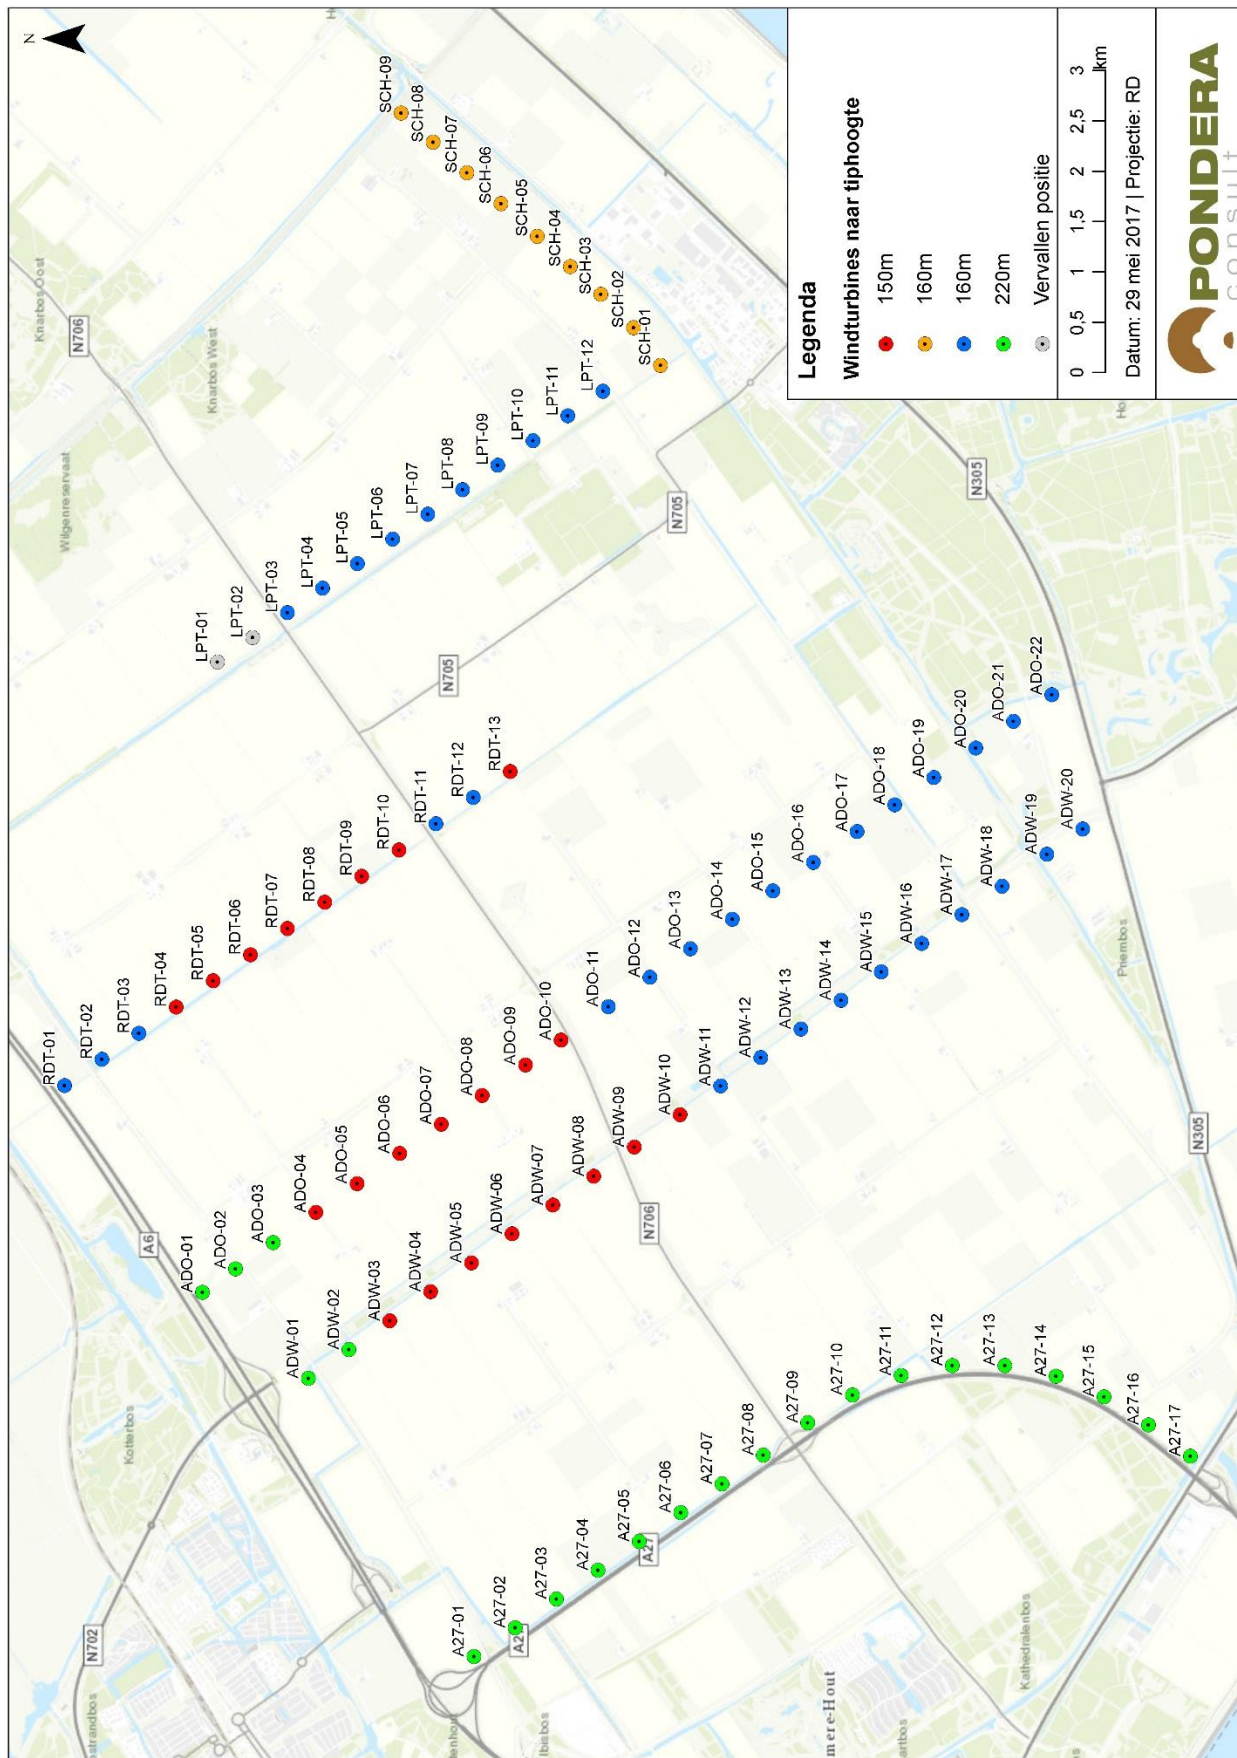 N
Knarbos Oost
N706
Knarbos West
Wilgenreservaat
SCH-09
SCH-08
SCH-07
SCH-06
SCH-05
SCH-04
SCH-03
SCH-02
SCH-01
LPT-01
LPT-02
LPT-03
LPT-04
LPT-05
LPT-06
LPT-07
LPT-08
LPT-09
LPT-10
LPT-11
LPT-12
N705
N705
N305
RDT-01
RDT-02
RDT-03
RDT-04
RDT-05
RDT-06
RDT-07
RDT-08
RDT-09
RDT-10
RDT-11
RDT-12
RDT-13
A6
ADO-01
ADO-02
ADO-03
ADO-04
ADO-05
ADO-06
ADO-07
ADO-08
ADO-09
ADO-10
ADO-11
ADO-12
ADO-13
ADO-14
ADO-15
ADO-16
ADO-17
ADO-18
ADO-19
ADO-20
ADO-21
ADO-22
ADW-01
ADW-02
ADW-03
ADW-04
ADW-05
ADW-06
ADW-07
ADW-08
ADW-09
ADW-10
ADW-11
ADW-12
ADW-13
ADW-14
ADW-15
ADW-16
ADW-17
ADW-18
ADW-19
ADW-20
Priembos
N305
N706
Kotterbos
N702
A27-01
A27-02
A27-03
A27-04
A27-05
A27-06
A27-07
A27-08
A27-09
A27-10
A27-11
A27-12
A27-13
A27-14
A27-15
A27-16
A27-17
A27
Kathedralenbos
mere-Hout
Legenda
Windturbines naar tiphoogte
150m
160m
160m
220m
Vervallen positie
0 0.5 1 1.5 2 2.5 3
km
Datum: 29 mei 2017 | Projectie: RD
PONDERA
consult